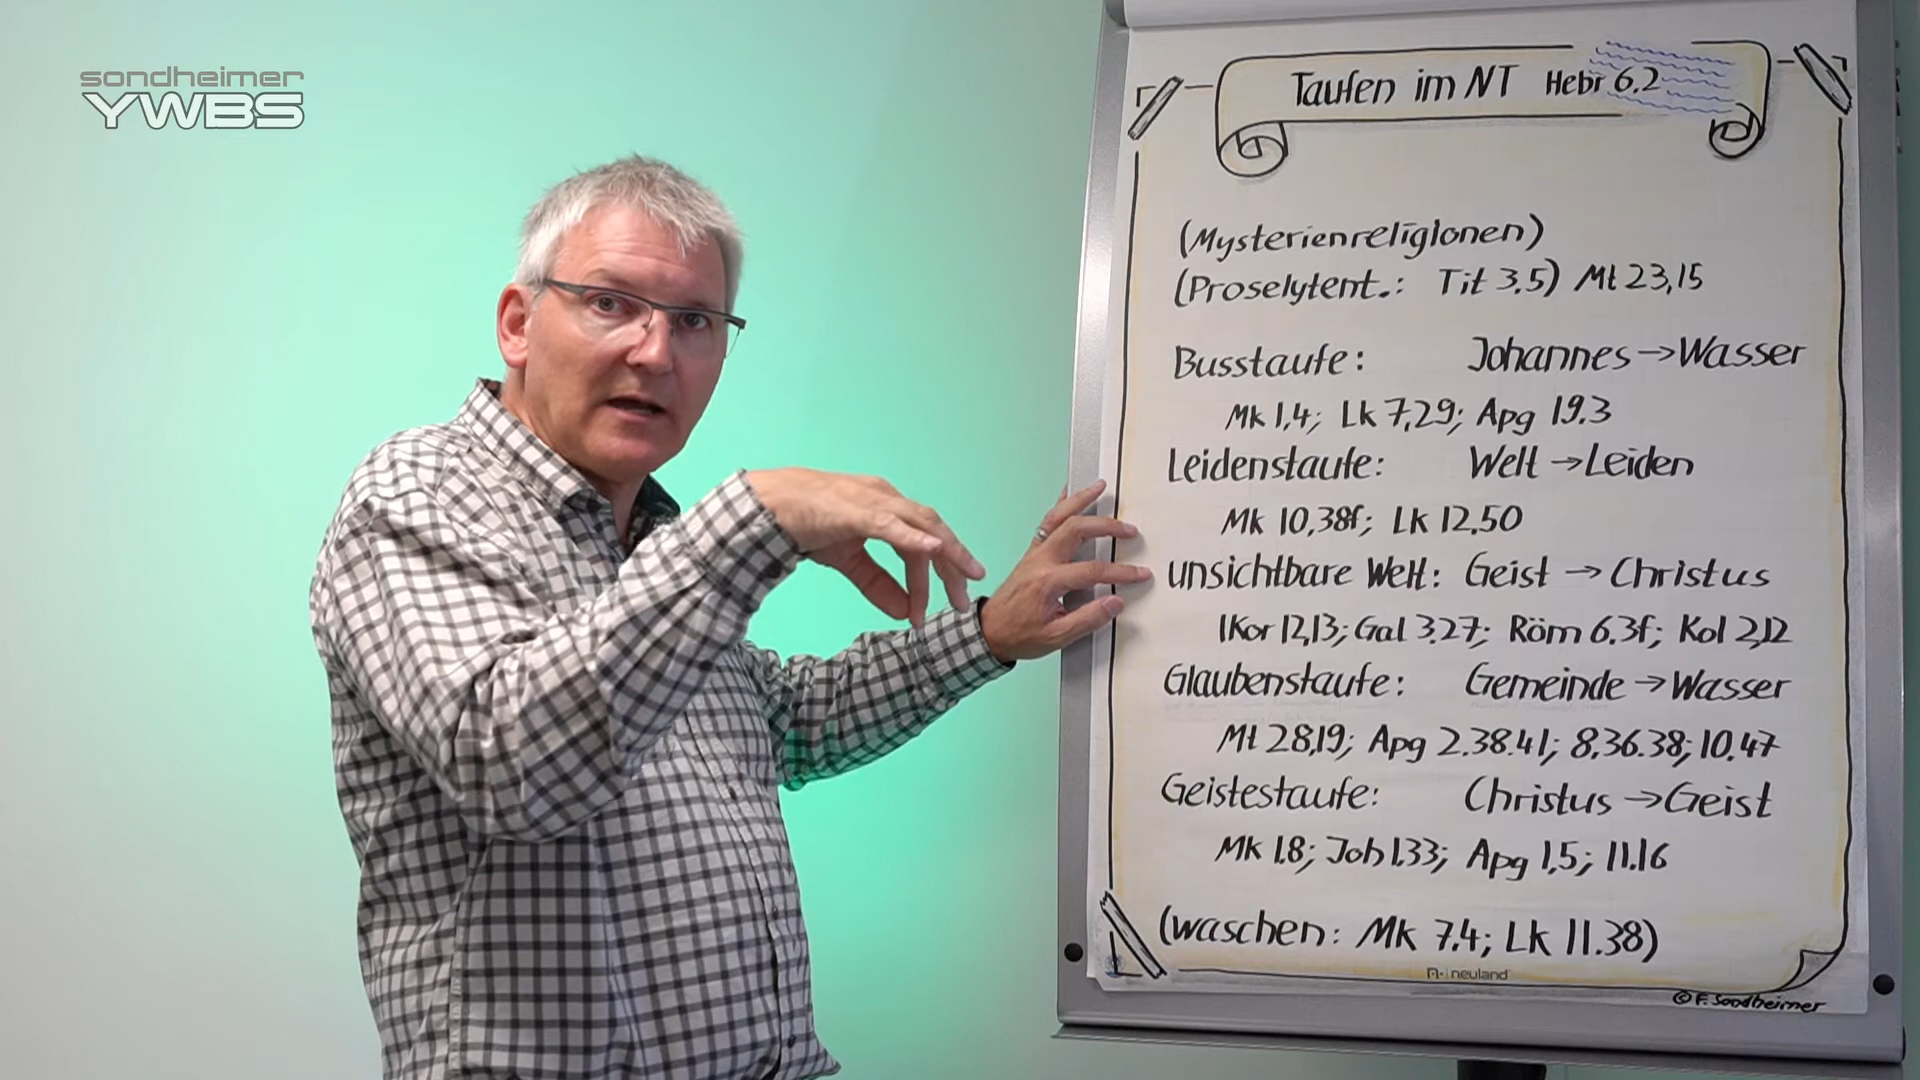 sondheimer
YWBS
Taufen im NT Hebr 6.2
(Mysterienreligionen)
(Proselytent.: Tit 3.5) Mt 23,15
Busstaufe: Johannes → Wasser
Mk 1,4; Lk 7,29; Apg 19.3
Leidenstaufe: Welt → Leiden
Mk 10,38f; Lk 12,50
unsichtbare Welt: Geist → Christus
1Kor 12,13; Gal 3.27; Röm 6.3f; Kol 2,12
Glaubenstaufe: Gemeinde → Wasser
Mt 28,19; Apg 2.38.41; 8,36.38; 10.47
Geistestaufe: Christus → Geist
Mk 1.8; Joh 1.33; Apg 1,5; 11.16
(waschen: Mk 7.4; Lk 11.38)
neuland
© F. Sondheimer